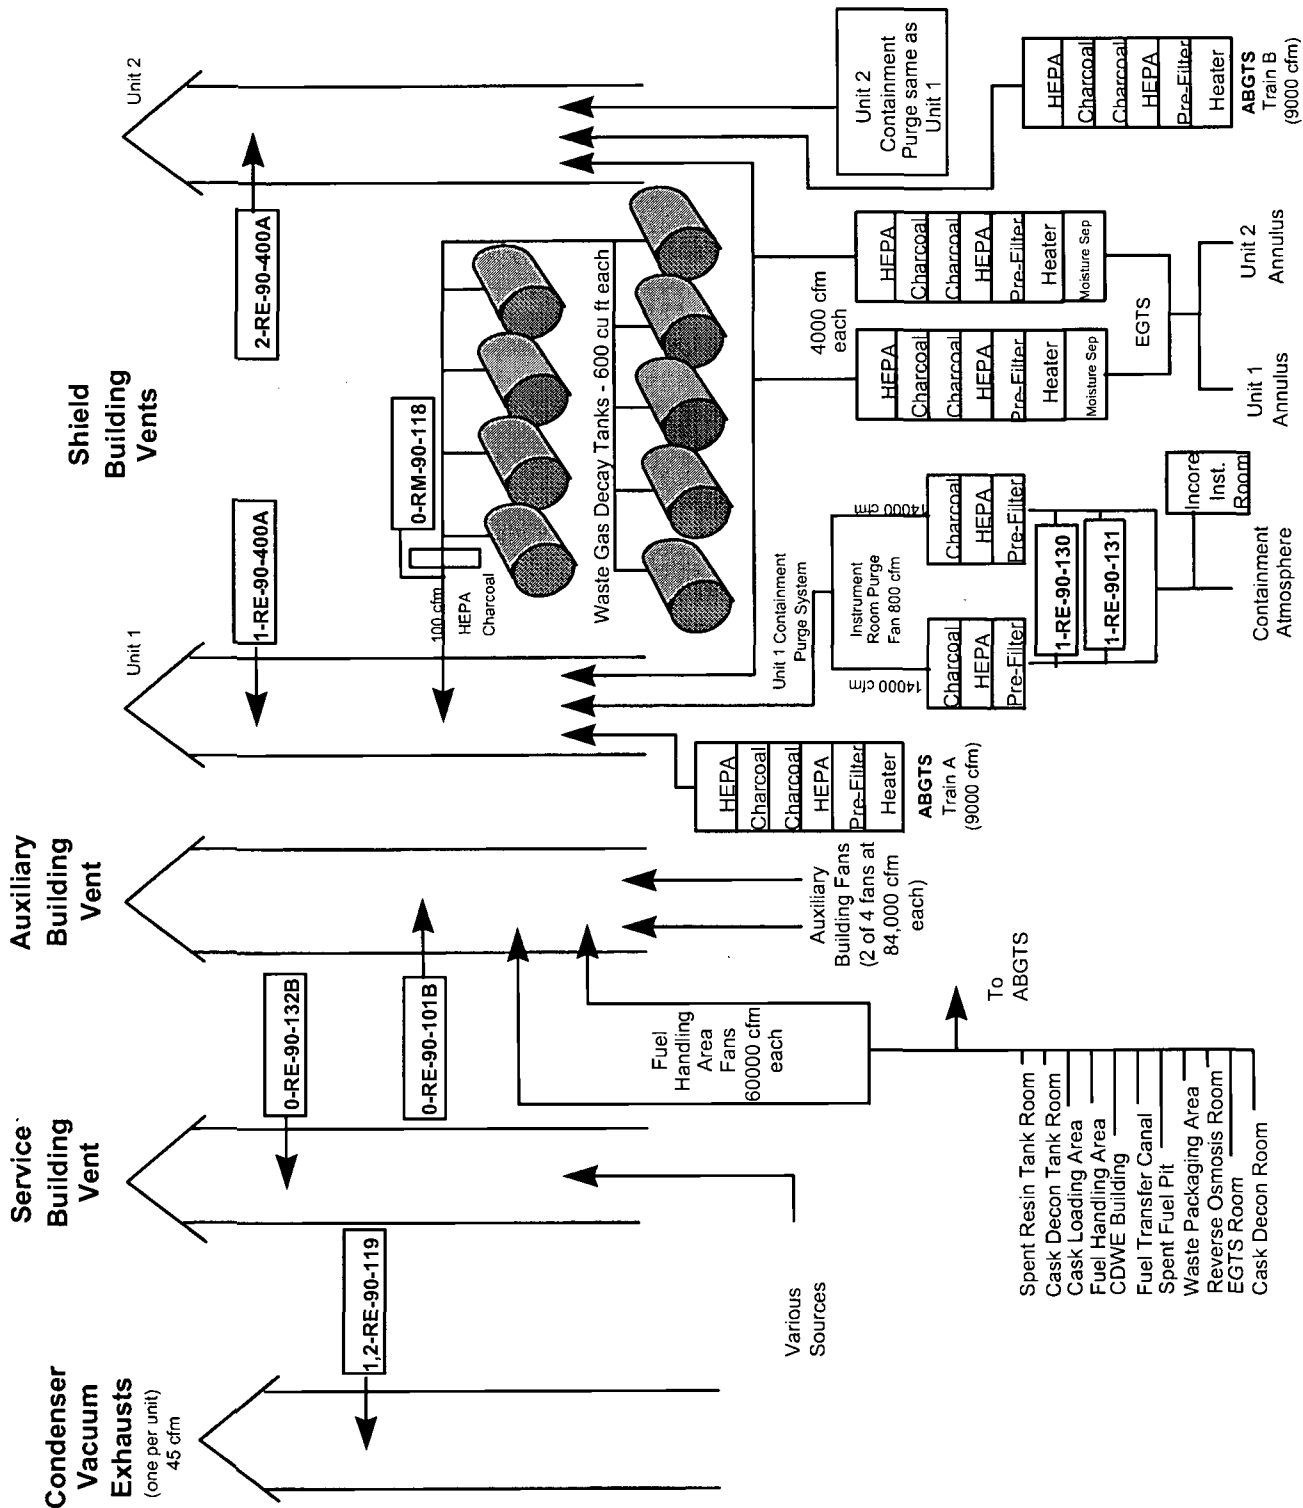 Condenser
Vacuum
Exhausts
(one per unit)
45 cfm
1,2-RE-90-119
Service
Building
Vent
0-RE-90-132B
Various
Sources
Auxiliary
Building
Vent
0-RE-90-101B
Fuel
Handling
Area
Fans
60000 cfm
each
Auxiliary
Building Fans
(2 of 4 fans at
84,000 cfm
each)
To
ABGTS
Spent Resin Tank Room
Cask Decon Tank Room
Cask Loading Area
Fuel Handling Area
CDWE Building
Fuel Transfer Canal
Spent Fuel Pit
Waste Packaging Area
Reverse Osmosis Room
EGTS Room
Cask Decon Room
Shield
Building
Vents
Unit 1
1-RE-90-400A
0-RM-90-118
100 cfm
HEPA
Charcoal
Waste Gas Decay Tanks - 600 cu ft each
HEPA
Charcoal
Charcoal
HEPA
Pre-Filter
Heater
ABGTS
Train A
(9000 cfm)
Unit 1 Containment
Purge System
Instrument
Room Purge
Fan 800 cfm
14000 cfm
14000 cfm
Charcoal
HEPA
Pre-Filter
Charcoal
HEPA
Pre-Filter
1-RE-90-130
1-RE-90-131
Containment
Atmosphere
Incore
Inst.
Room
4000 cfm
each
HEPA
Charcoal
Charcoal
HEPA
Pre-Filter
Heater
Moisture Sep
HEPA
Charcoal
Charcoal
HEPA
Pre-Filter
Heater
Moisture Sep
EGTS
Unit 1
Annulus
Unit 2
Annulus
Unit 2
2-RE-90-400A
Unit 2
Containment
Purge same as
Unit 1
HEPA
Charcoal
Charcoal
HEPA
Pre-Filter
Heater
ABGTS
Train B
(9000 cfm)